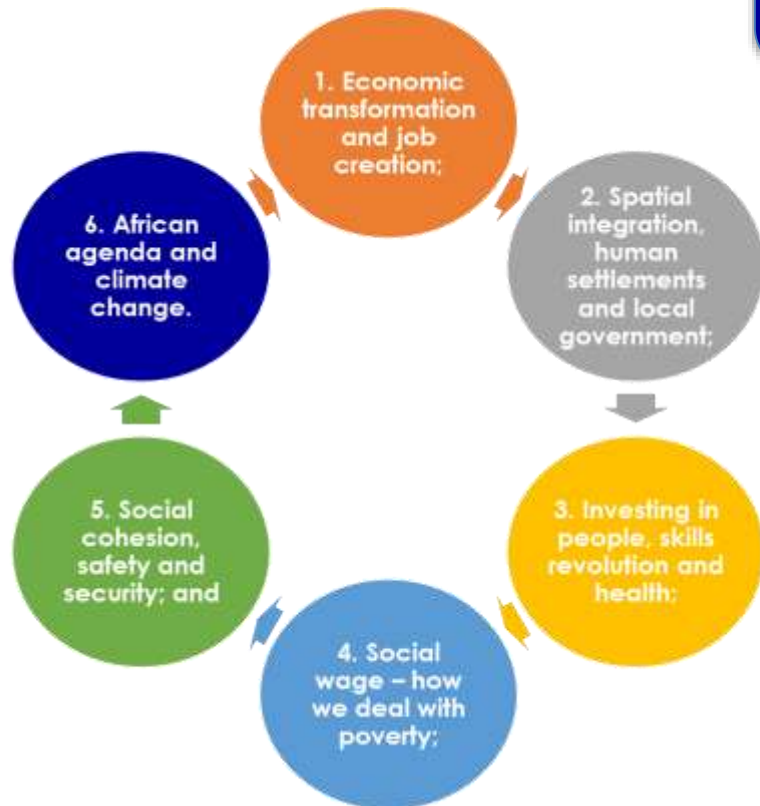 1. Economic
transformation
and job
creation;
2. Spatial
integration,
human
settlements
and local
government;
3. Investing in
people, skills
revolution and
health;
4. Social
wage – how
we deal with
poverty;
5. Social
cohesion,
safety and
security; and
6. African
agenda and
climate
change.